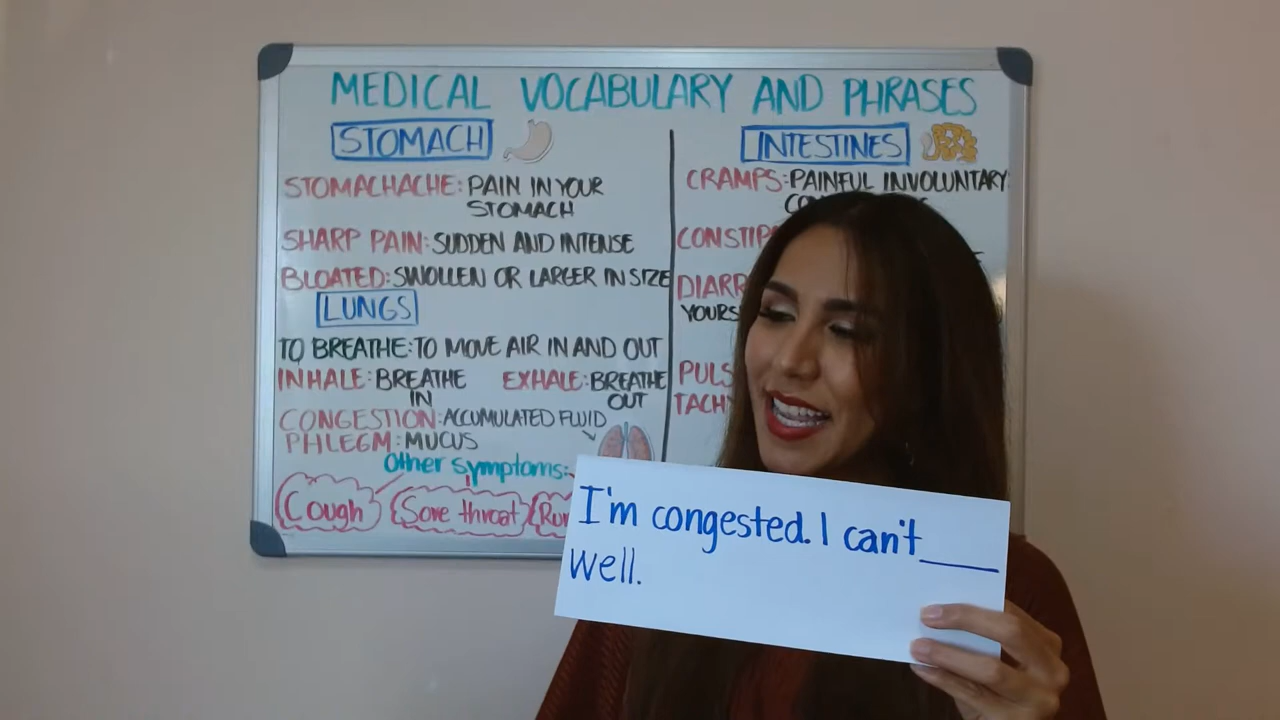 MEDICAL VOCABULARY AND PHRASES
STOMACH
STOMACHACHE: PAIN IN YOUR
STOMACH
SHARP PAIN: SUDDEN AND INTENSE
BLOATED: SWOLLEN OR LARGER IN SIZE
LUNGS
TO BREATHE: TO MOVE AIR IN AND OUT
INHALE: BREATHE
IN
EXHALE: BREATHE
OUT
CONGESTION: ACCUMULATED FLUID
PHLEGM: MUCUS
Other symptoms:
Cough
Sore throat
INTESTINES
CRAMPS: PAINFUL INVOLUNTARY
I'm congested. I can't____
Well.